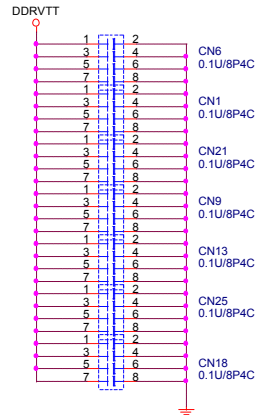 DDRVTT
1 2
3 4 CN6
5 6 0.1U/8P4C
7 8
1 2
3 4 CN1
5 6 0.1U/8P4C
7 8
1 2
3 4 CN21
5 6 0.1U/8P4C
7 8
1 2
3 4 CN9
5 6 0.1U/8P4C
7 8
1 2
3 4 CN13
5 6 0.1U/8P4C
7 8
1 2
3 4 CN25
5 6 0.1U/8P4C
7 8
1 2
3 4 CN18
5 6 0.1U/8P4C
7 8